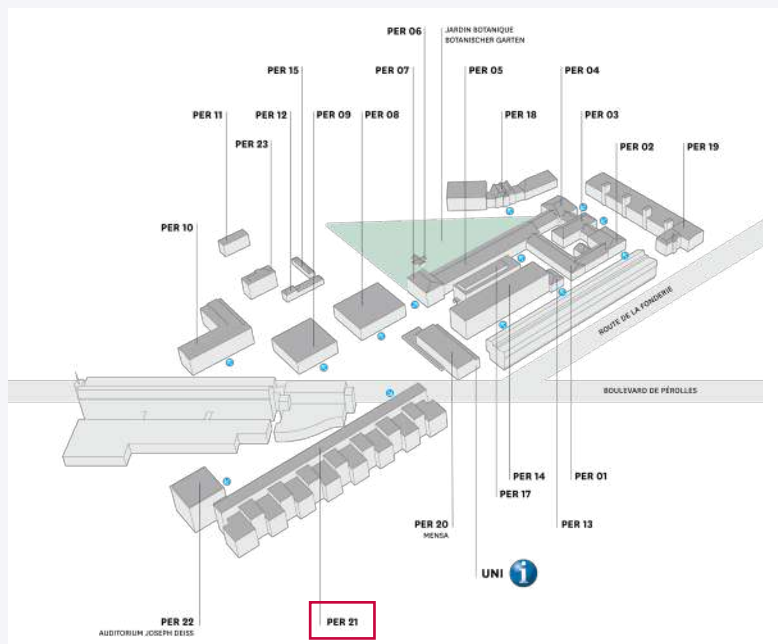 PER 06
JARDIN BOTANIQUE
BOTANISCHER GARTEN
PER 15
PER 07
PER 05
PER 04
PER 11
PER 12
PER 09
PER 08
PER 18
PER 03
PER 23
PER 02
PER 19
PER 10
ROUTE DE LA FONDERIE
BOULEVARD DE PÉROLLES
PER 14
PER 01
PER 17
PER 20
MENSA
PER 13
UNI i
PER 22
AUDITORIUM JOSEPH DEISS
PER 21